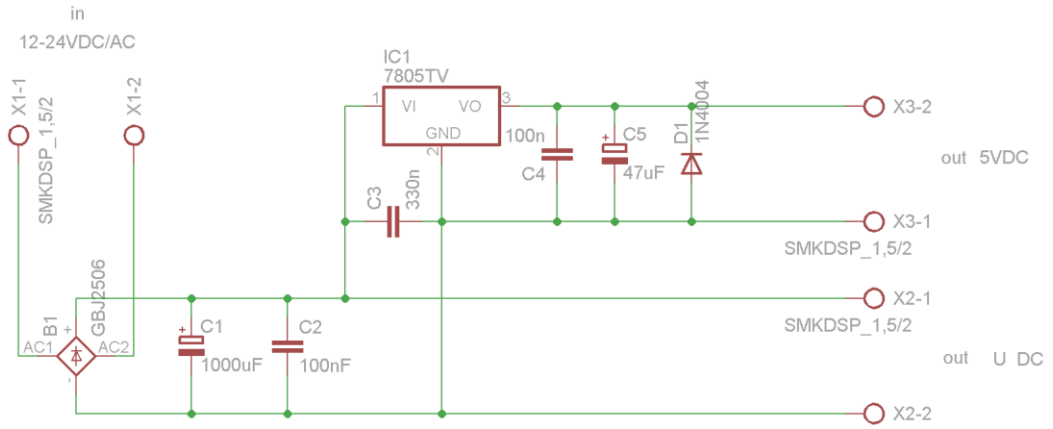 in
12-24VDC/AC
X1-1
SMKDSP_1,5/2
X1-2
IC1
7805TV
1
VI
VO
3
GND
2
C3
330n
100n
C4
+
C5
47uF
D1
1N4004
X3-2
out 5VDC
X3-1
SMKDSP_1,5/2
X2-1
SMKDSP_1,5/2
out U DC
X2-2
B1
GBJ2506
+
AC1
AC2
-
+
C1
1000uF
C2
100nF